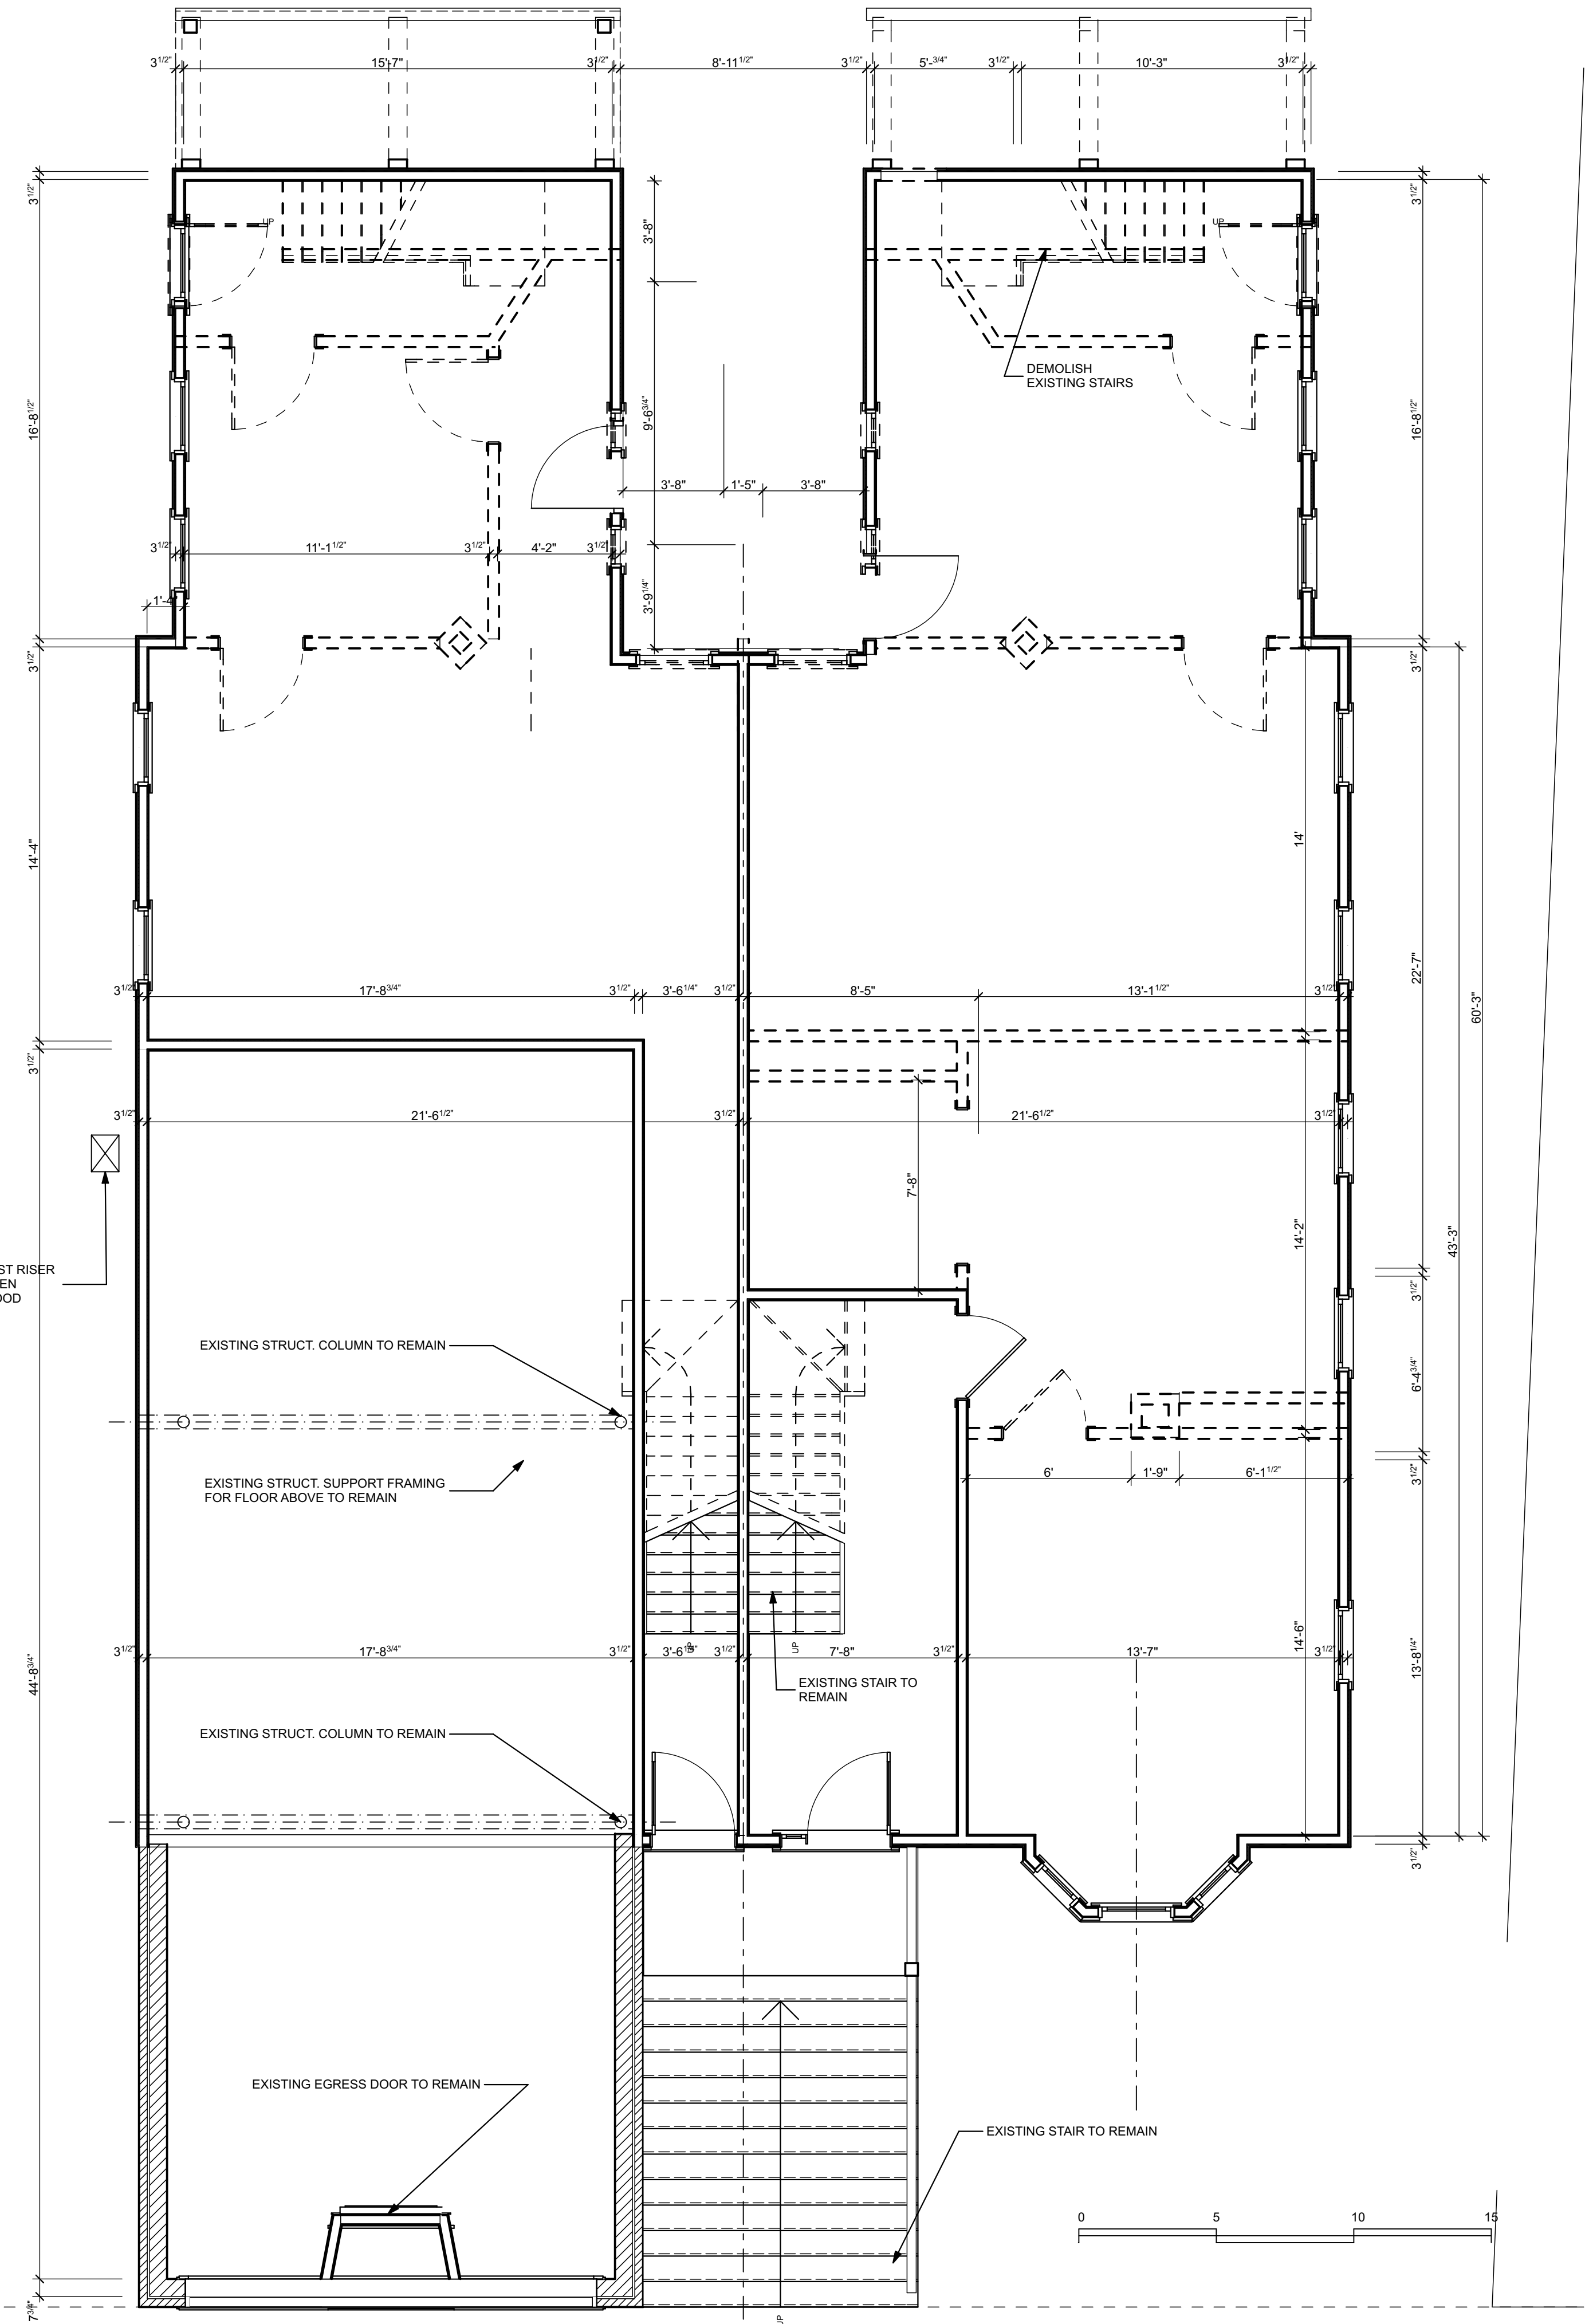 3 1/2" 15'-7" 3 1/2" 8'-11 1/2" 3 1/2" 5'-3/4" 3 1/2" 10'-3" 3 1/2"
3 1/2"
3 1/2"
UP
UP
3'-8"
DEMOLISH
EXISTING STAIRS
16'-8 1/2"
9'-6 3/4"
16'-8 1/2"
3'-8" 1'-5" 3'-8"
3 1/2" 11'-1 1/2" 3 1/2" 4'-2" 3 1/2"
1'-4"
3'-9 1/4"
3 1/2"
3 1/2"
14'-4"
14'
22'-7"
60'-3"
3 1/2" 17'-8 3/4" 3 1/2" 3'-6 1/4" 3 1/2" 8'-5" 13'-1 1/2" 3 1/2"
3 1/2"
3 1/2" 21'-6 1/2" 3 1/2" 21'-6 1/2" 3 1/2"
7'-8"
14'-2"
43'-3"
ST RISER
EN
OOD
3 1/2"
EXISTING STRUCT. COLUMN TO REMAIN
6'-4 3/4"
EXISTING STRUCT. SUPPORT FRAMING
FOR FLOOR ABOVE TO REMAIN
6' 1'-9" 6'-1 1/2"
3 1/2"
UP
UP
14'-6"
3 1/2" 17'-8 3/4" 3 1/2" 3'-6 1/4" 3 1/2" 7'-8" 3 1/2" 13'-7" 3 1/2"
44'-8 3/4"
13'-8 1/4"
EXISTING STAIR TO
REMAIN
EXISTING STRUCT. COLUMN TO REMAIN
3 1/2"
EXISTING EGRESS DOOR TO REMAIN
EXISTING STAIR TO REMAIN
0 5 10 15
7 3/4"
UP